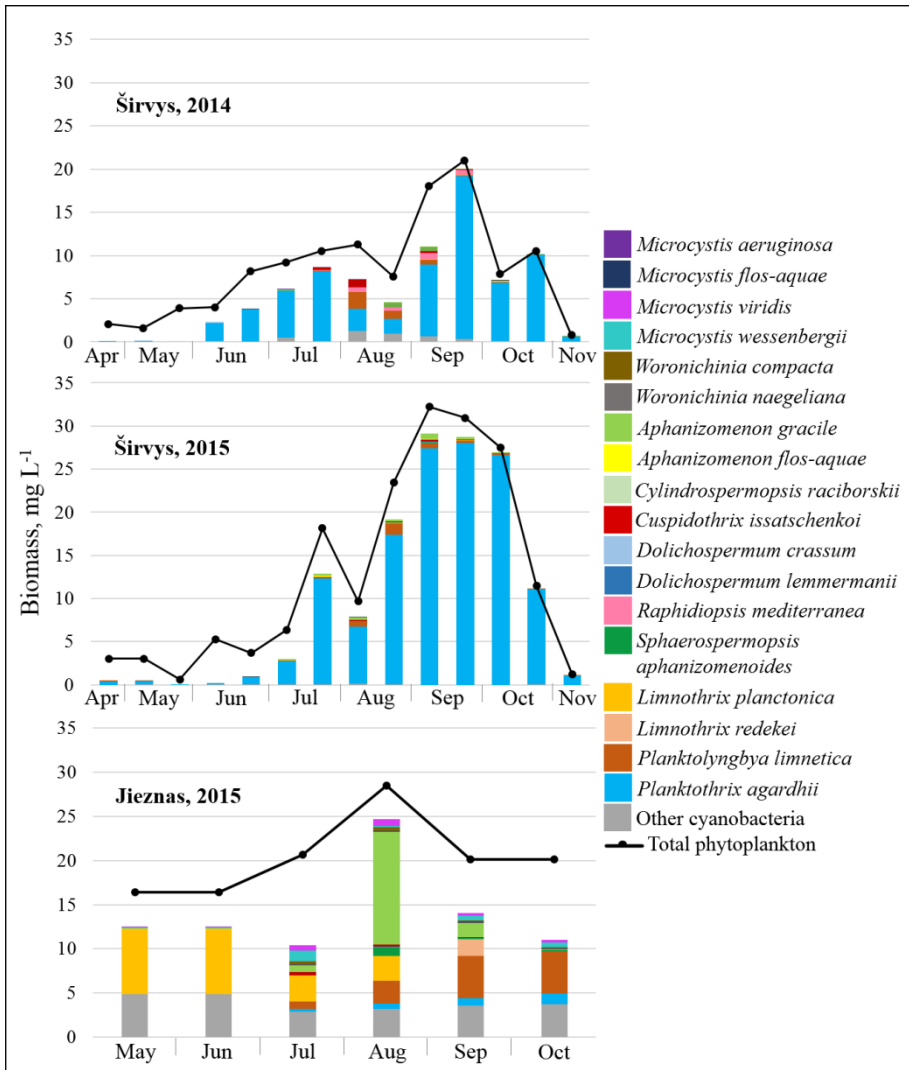 35
30
25
20
15
10
5
0
Širvys, 2014
Apr May Jun Jul Aug Sep Oct Nov
35
30
25
20
15
10
5
0
Širvys, 2015
Apr May Jun Jul Aug Sep Oct Nov
30
25
20
15
10
5
0
Jieznas, 2015
May Jun Jul Aug Sep Oct
Biomass, mg L-1
Microcystis aeruginosa
Microcystis flos-aquae
Microcystis viridis
Microcystis wessenbergii
Woronichinia compacta
Woronichinia naegeliana
Aphanizomenon gracile
Aphanizomenon flos-aquae
Cylindrospermopsis raciborskii
Cuspidothrix issatschenkoi
Dolichospermum crassum
Dolichospermum lemmermanii
Raphidiopsis mediterranea
Sphaerospermopsis
aphanizomenoides
Limnothrix planctonica
Limnothrix redekei
Planktolyngbya limnetica
Planktothrix agardhii
Other cyanobacteria
Total phytoplankton